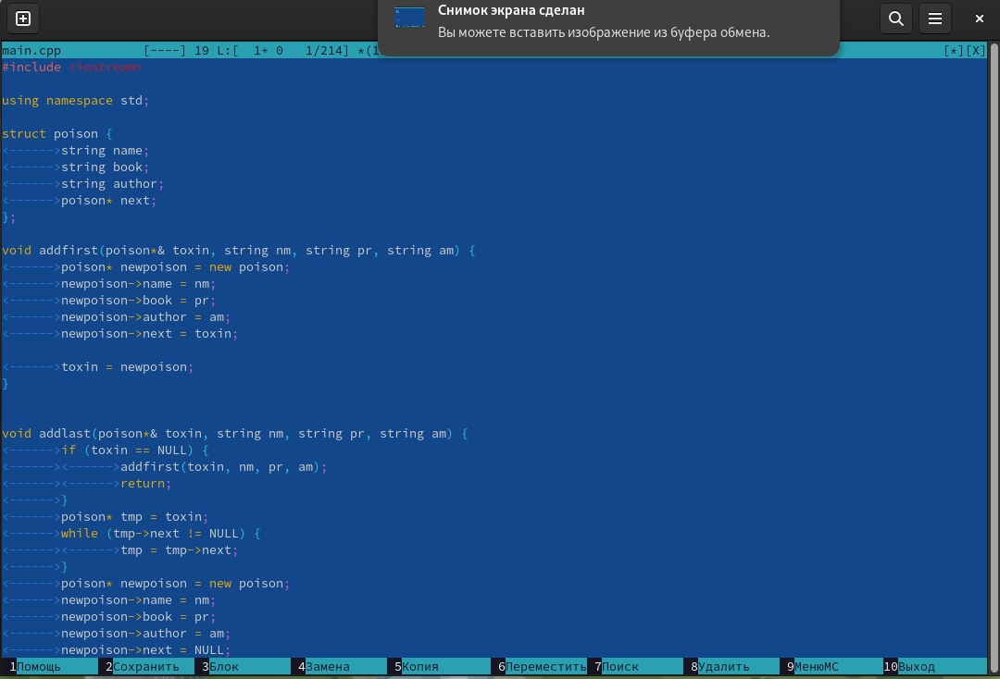 Снимок экрана сделан
Вы можете вставить изображение из буфера обмена.
main.cpp [----] 19 L:[ 1+ 0 1/214] *(1 [*][X]
#include <iostream>
using namespace std;
struct poison {
<------>string name;
<------>string book;
<------>string author;
<------>poison* next;
};
void addfirst(poison*& toxin, string nm, string pr, string am) {
<------>poison* newpoison = new poison;
<------>newpoison->name = nm;
<------>newpoison->book = pr;
<------>newpoison->author = am;
<------>newpoison->next = toxin;
<------>toxin = newpoison;
}
void addlast(poison*& toxin, string nm, string pr, string am) {
<------>if (toxin == NULL) {
<------><------>addfirst(toxin, nm, pr, am);
<------><------>return;
<------>}
<------>poison* tmp = toxin;
<------>while (tmp->next != NULL) {
<------><------>tmp = tmp->next;
<------>}
<------>poison* newpoison = new poison;
<------>newpoison->name = nm;
<------>newpoison->book = pr;
<------>newpoison->author = am;
<------>newpoison->next = NULL;
1Помощь 2Сохранить 3Блок 4Замена 5Копия 6Переместить 7Поиск 8Удалить 9МенюМС 10Выход